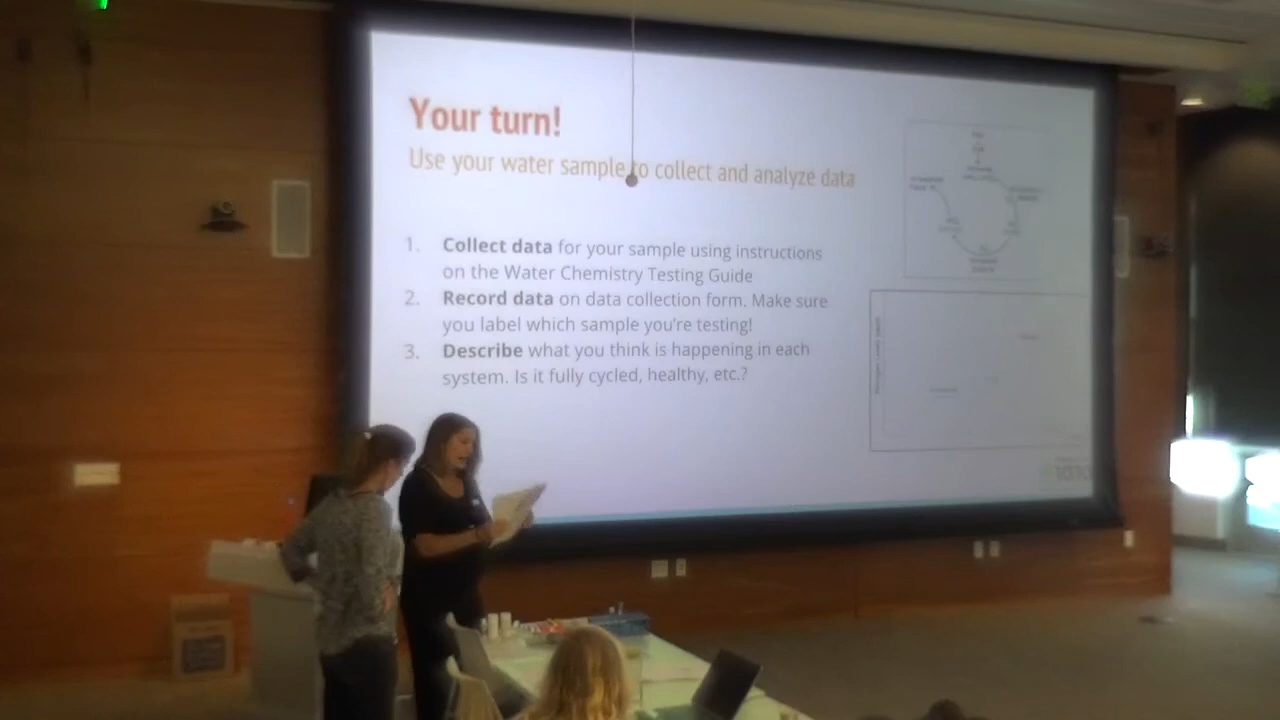 Your turn!
Use your water sample to collect and analyze data
1. Collect data for your sample using instructions
on the Water Chemistry Testing Guide
2. Record data on data collection form. Make sure
you label which sample you're testing!
3. Describe what you think is happening in each
system. Is it fully cycled, healthy, etc.?